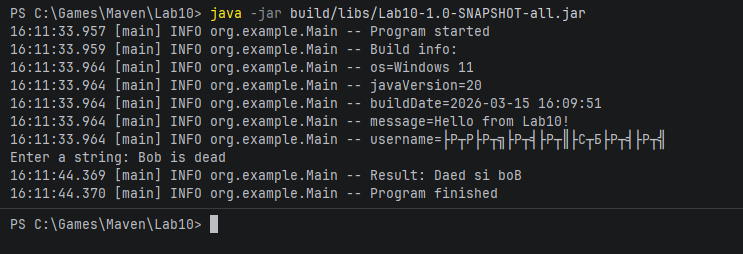 PS C:\Games\Maven\Lab10> java -jar build/libs/Lab10-1.0-SNAPSHOT-all.jar
16:11:33.957 [main] INFO org.example.Main -- Program started
16:11:33.959 [main] INFO org.example.Main -- Build info:
16:11:33.964 [main] INFO org.example.Main -- os=Windows 11
16:11:33.964 [main] INFO org.example.Main -- javaVersion=20
16:11:33.964 [main] INFO org.example.Main -- buildDate=2026-03-15 16:09:51
16:11:33.964 [main] INFO org.example.Main -- message=Hello from Lab10!
16:11:33.964 [main] INFO org.example.Main -- username=
Enter a string: Bob is dead
16:11:44.369 [main] INFO org.example.Main -- Result: Daed si boB
16:11:44.370 [main] INFO org.example.Main -- Program finished
PS C:\Games\Maven\Lab10>